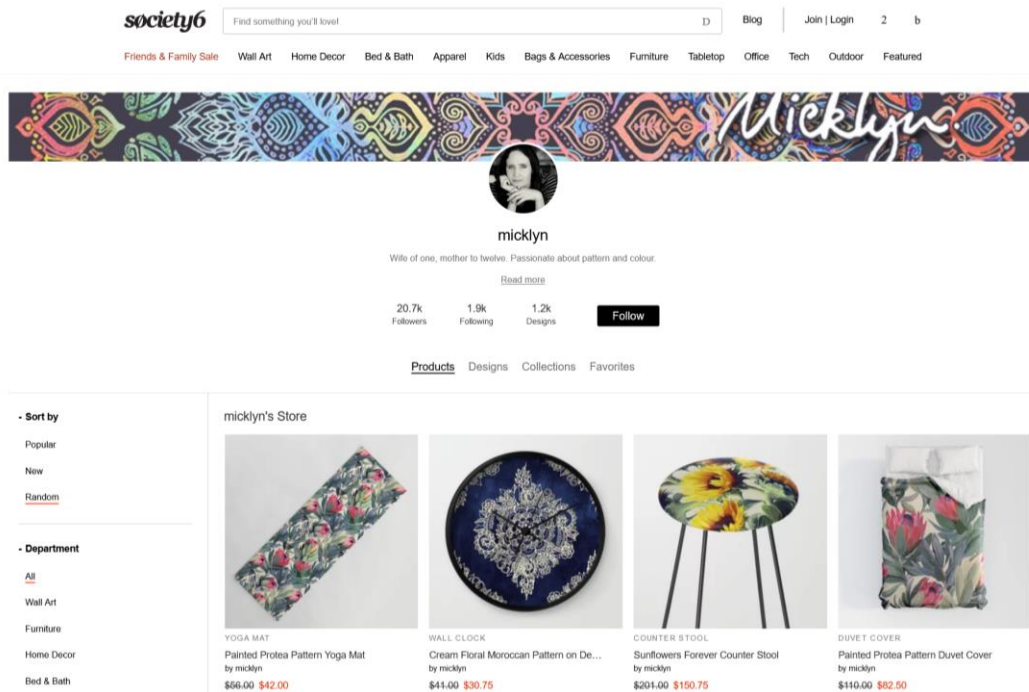 society6
Find something you'll love!
D
Blog
Join | Login
2
b
Friends & Family Sale
Wall Art
Home Decor
Bed & Bath
Apparel
Kids
Bags & Accessories
Furniture
Tabletop
Office
Tech
Outdoor
Featured
Micklyn.
micklyn
Wife of one, mother to twelve. Passionate about pattern and colour.
Read more
20.7k
Followers
1.9k
Following
1.2k
Designs
Follow
Products
Designs
Collections
Favorites
- Sort by
Popular
New
Random
- Department
All
Wall Art
Furniture
Home Decor
Bed & Bath
micklyn's Store
YOGA MAT
Painted Protea Pattern Yoga Mat
by micklyn
$56.00 $42.00
WALL CLOCK
Cream Floral Moroccan Pattern on De...
by micklyn
$41.00 $30.75
COUNTER STOOL
Sunflowers Forever Counter Stool
by micklyn
$201.00 $150.75
DUVET COVER
Painted Protea Pattern Duvet Cover
by micklyn
$110.00 $82.50